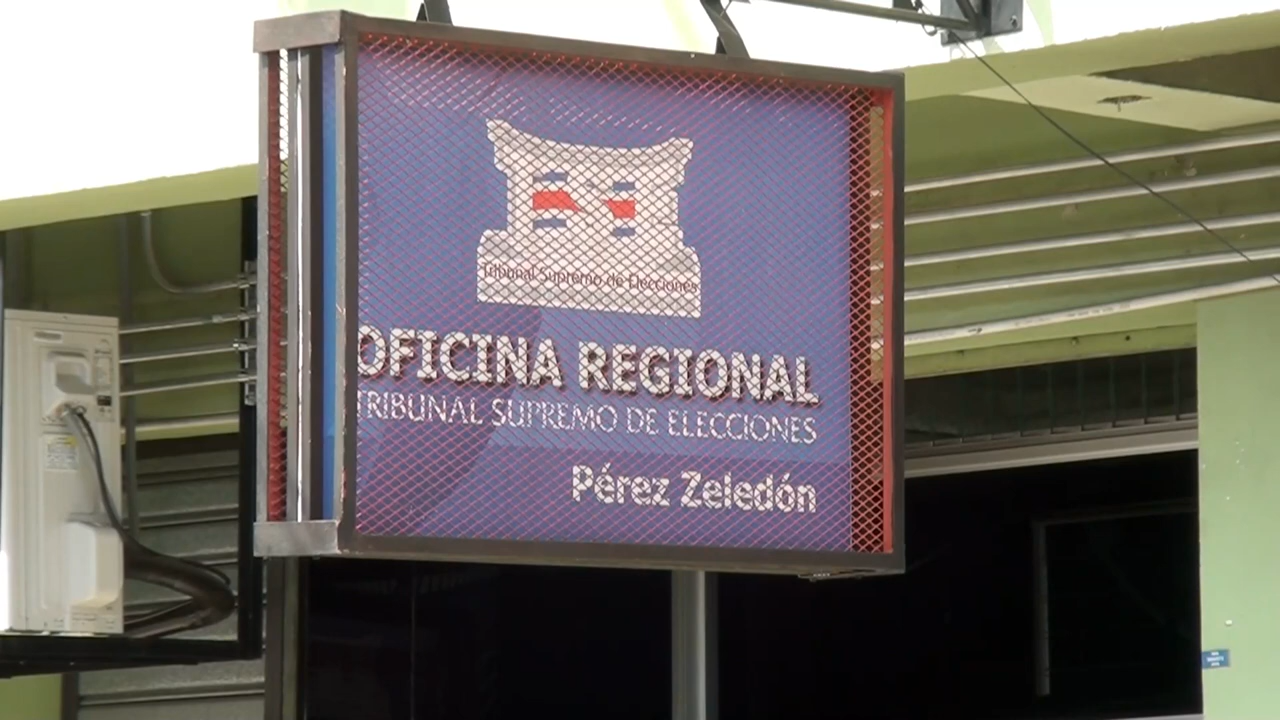 Tribunal Supremo de Elecciones
OFICINA REGIONAL
TRIBUNAL SUPREMO DE ELECCIONES
Pérez Zeledón